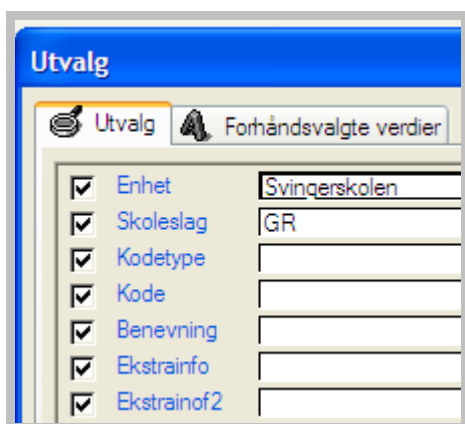 Utvalg
Utvalg Forhåndsvalgte verdier
Enhet Svingerskolen
Skoleslag GR
Kodetype
Kode
Benevning
Ekstrainfo
Ekstrainof2